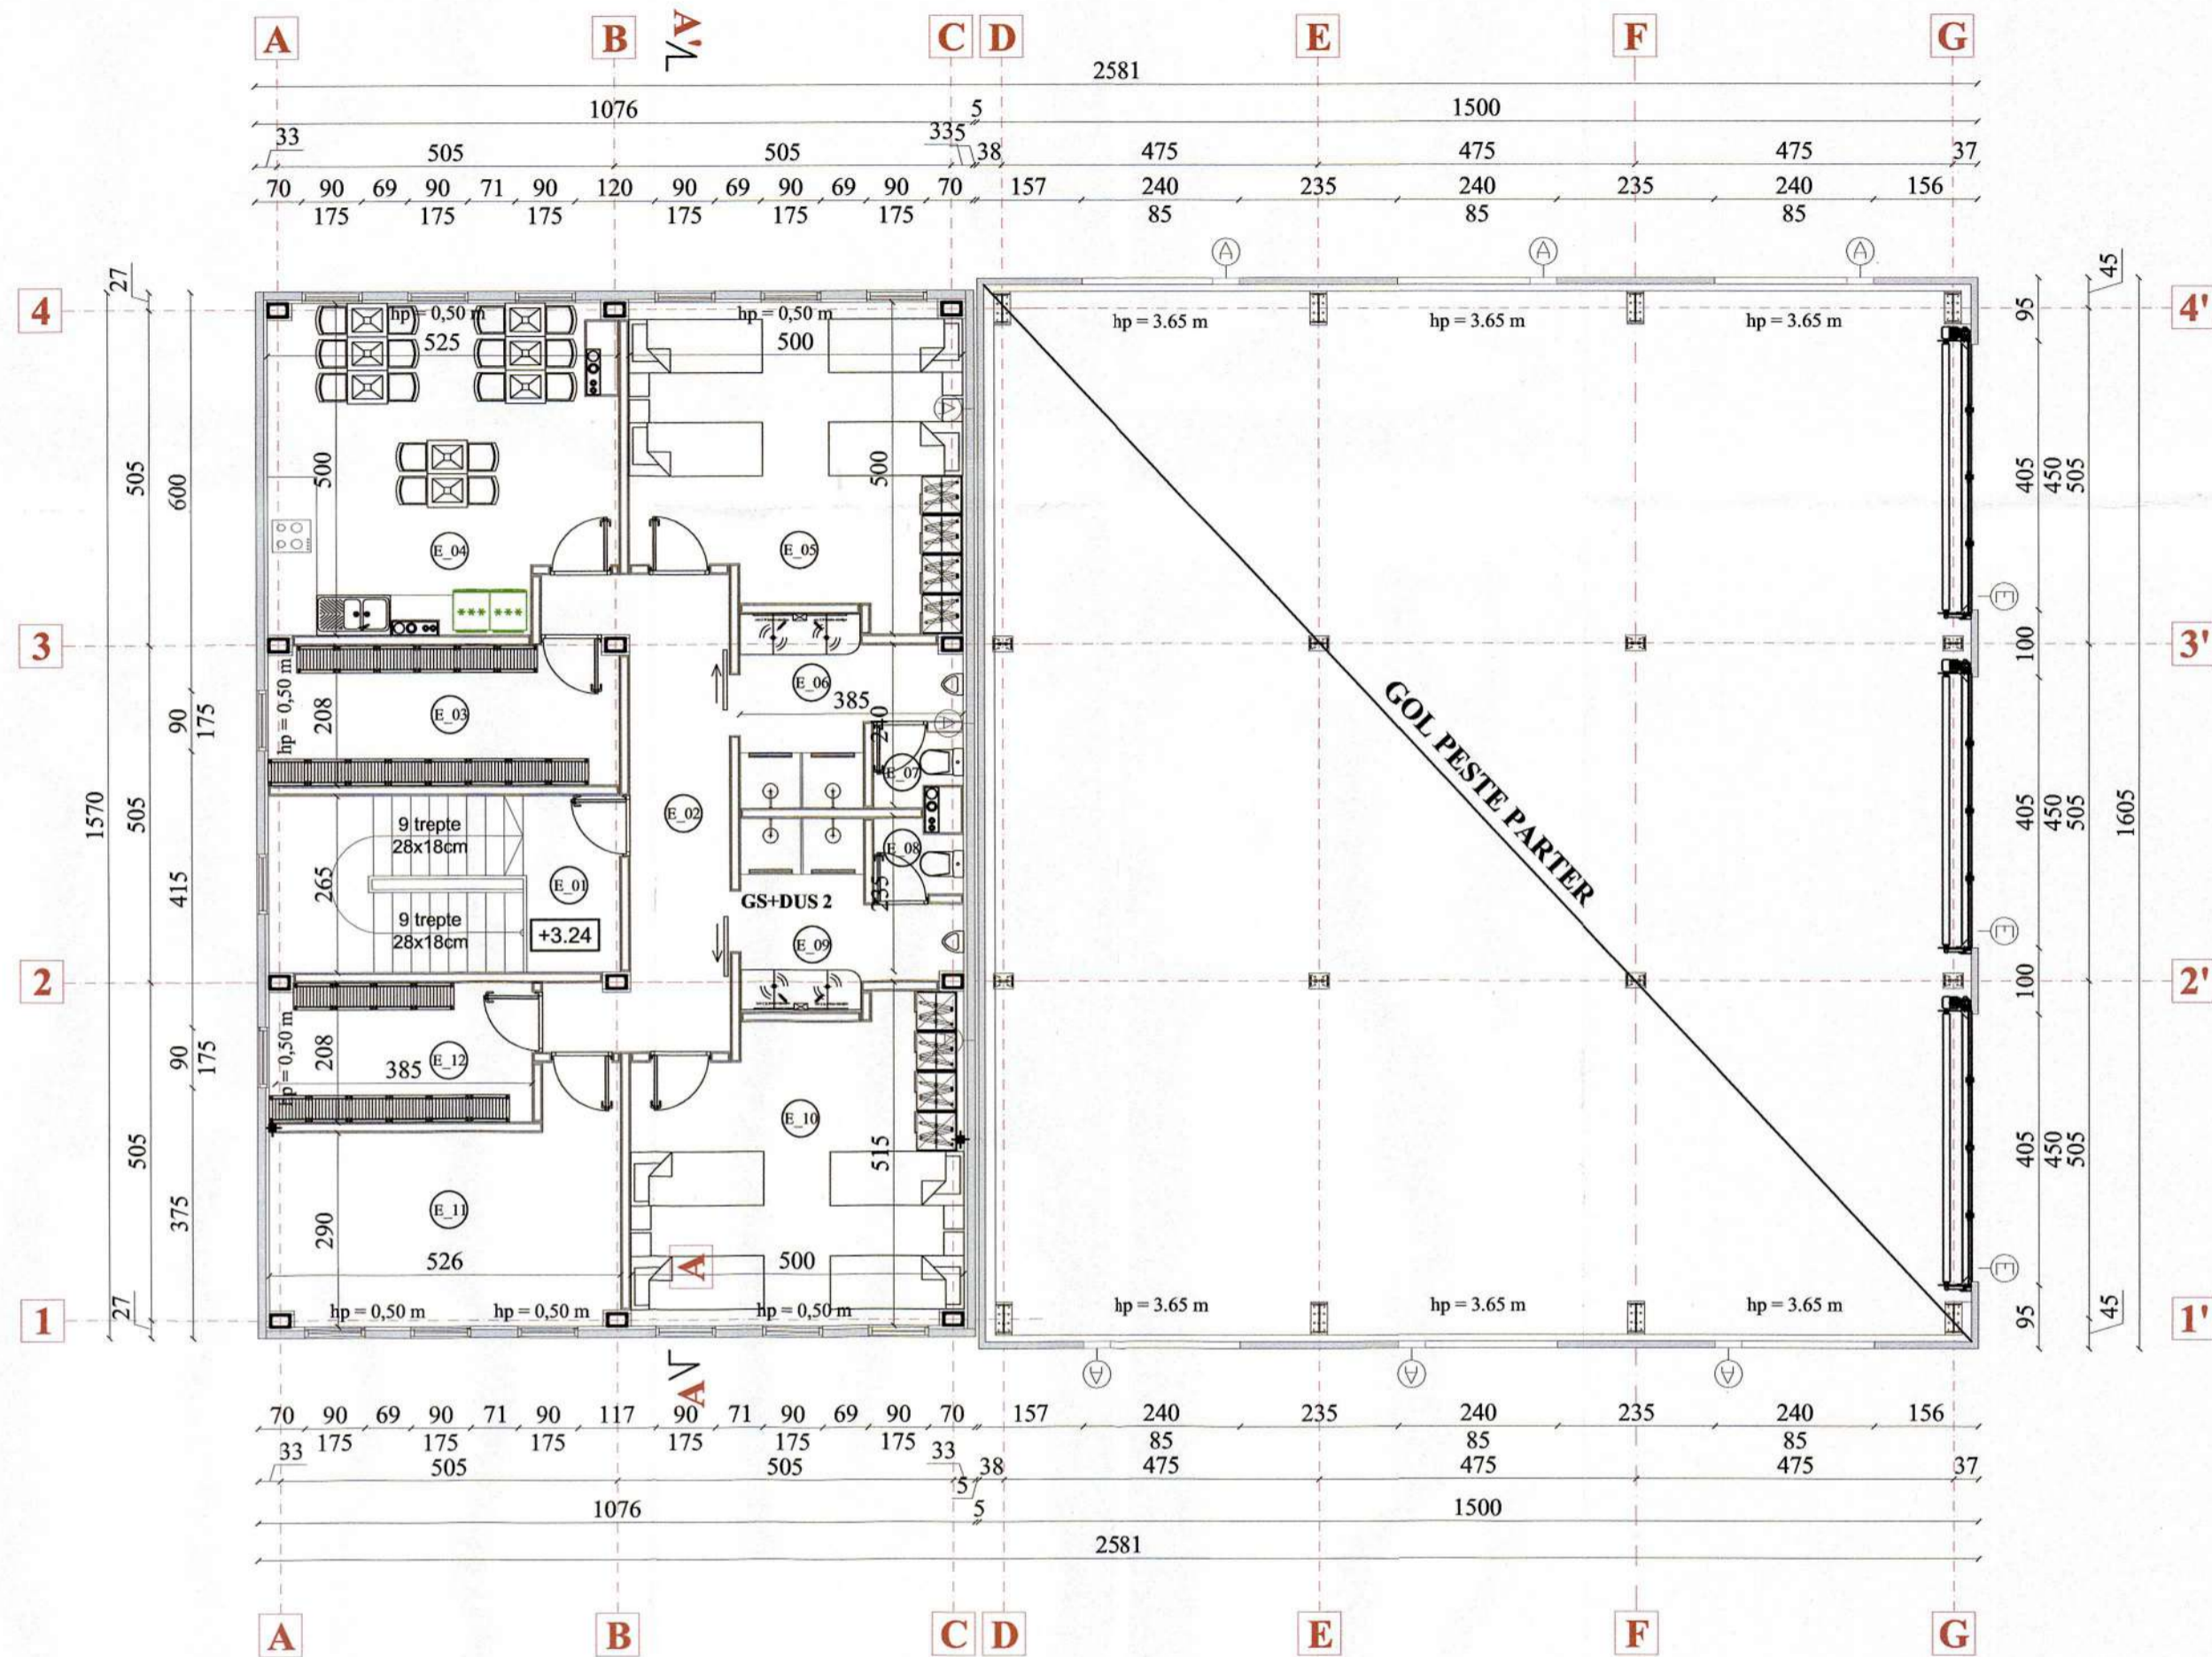 A B A' C D E F G
2581
1076 5 1500
33 505 505 335 38 475 475 475 37
70 90 69 90 71 90 120 90 69 90 69 90 70 157 240 235 240 235 240 156
175 175 175 175 175 175 85 85 85
A A A
27 45
4 4'
hp = 0,50 m hp = 0,50 m hp = 3.65 m hp = 3.65 m hp = 3.65 m
95
525 500
505 600 500 500 405 450 505
E_04 E_05
A
*** ***
E
3 3'
100
hp = 0,50 m
90 175 208 E_03 E_06 385 240
A
GOL PESTE PARTER
E_07
1570 505 E_02 405 450 505 1605
9 trepte
28x18cm
E_08
415 265 E_01 235
GS+DUS 2
9 trepte
28x18cm
+3.24 E_09
E
2 2'
100
hp = 0,50 m
90 175 208 385 E_12
E_10
505 515 405 450 505
375 290 E_11
526 A 500
E
1 1'
hp = 0,50 m hp = 0,50 m hp = 0,50 m hp = 3.65 m hp = 3.65 m hp = 3.65 m
27 95 45
A A A
A
70 90 69 90 71 90 117 90 71 90 69 90 70 157 240 235 240 235 240 156
175 175 175 175 175 175 85 85 85
33 505 505 33 38 475 475 475 37
5
1076 5 1500
2581
A B C D E F G